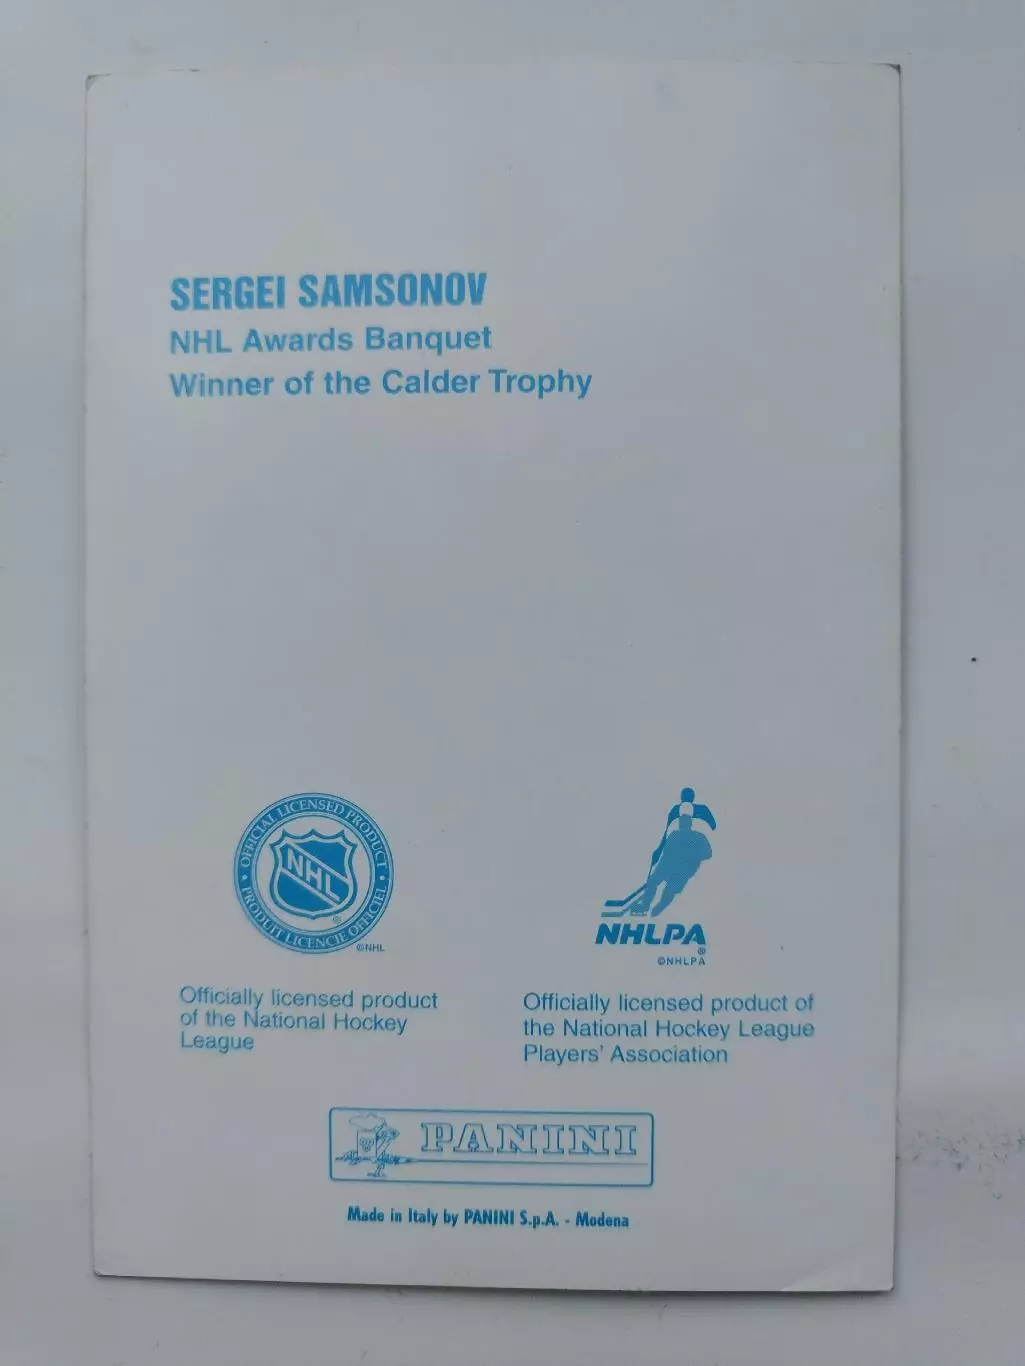 SERGEI SAMSONOV
NHL Awards Banquet
Winner of the Calder Trophy
• OFFICIAL LICENSED PRODUCT •
NHL
®
PRODUIT LICENCIE OFFICIEL
©NHL
NHLPA
®
©NHLPA
Officially licensed product
of the National Hockey
League
Officially licensed product of
the National Hockey League
Players' Association
PANINI
Made in Italy by PANINI S.p.A. - Modena